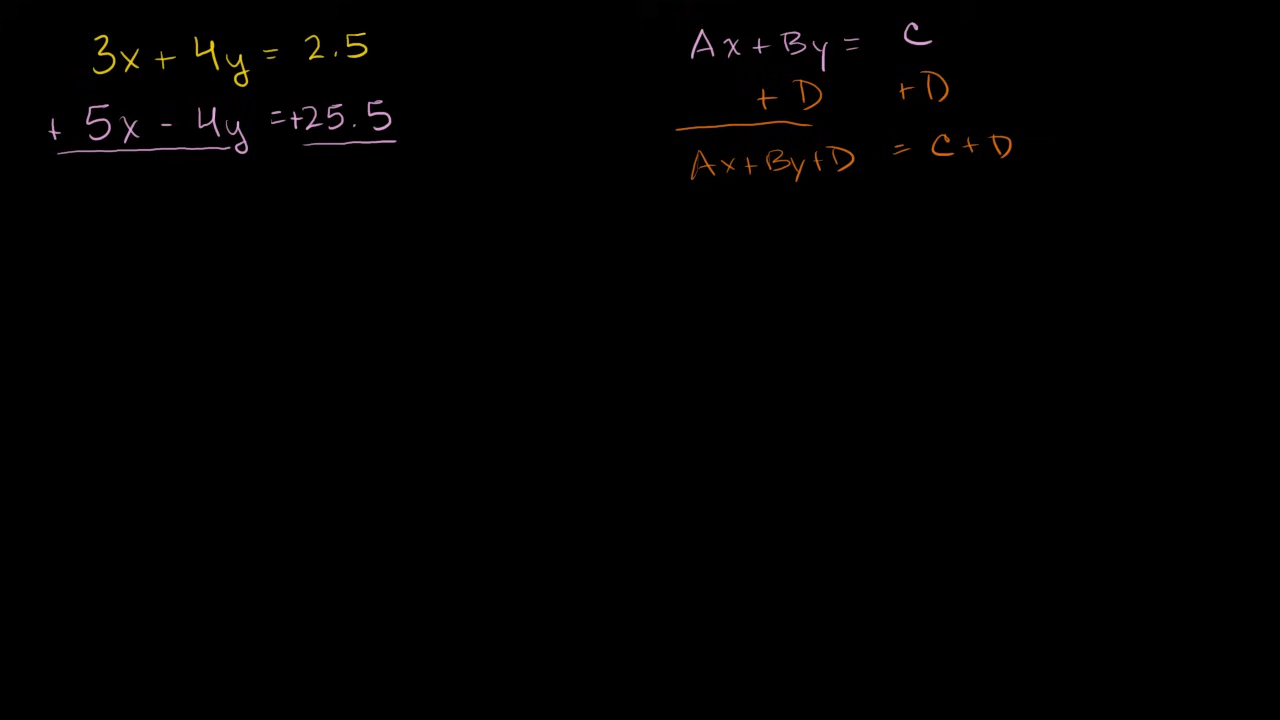 3x + 4y = 2.5
+ 5x - 4y = +25.5
Ax + By = C
+ D + D
Ax + By + D = C + D